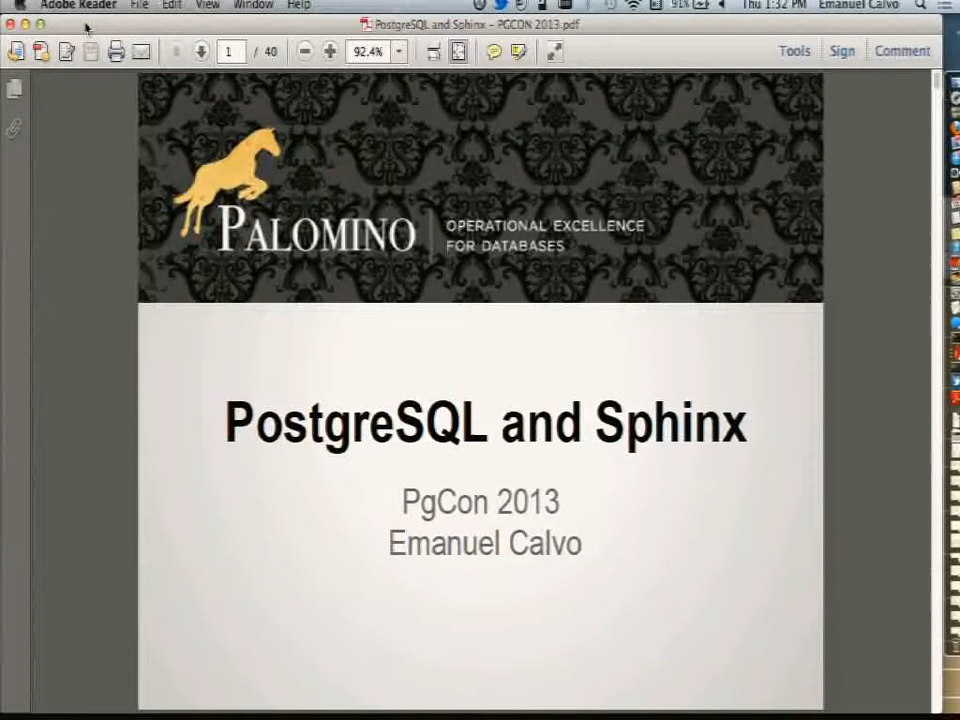 Adobe Reader File Edit View Window Help 91% Thu 1:32 PM Emanuel Calvo
PostgreSQL and Sphinx - PGCON 2013.pdf
1 / 40 92.4% Tools Sign Comment
PALOMINO
OPERATIONAL EXCELLENCE
FOR DATABASES
PostgreSQL and Sphinx
PgCon 2013
Emanuel Calvo